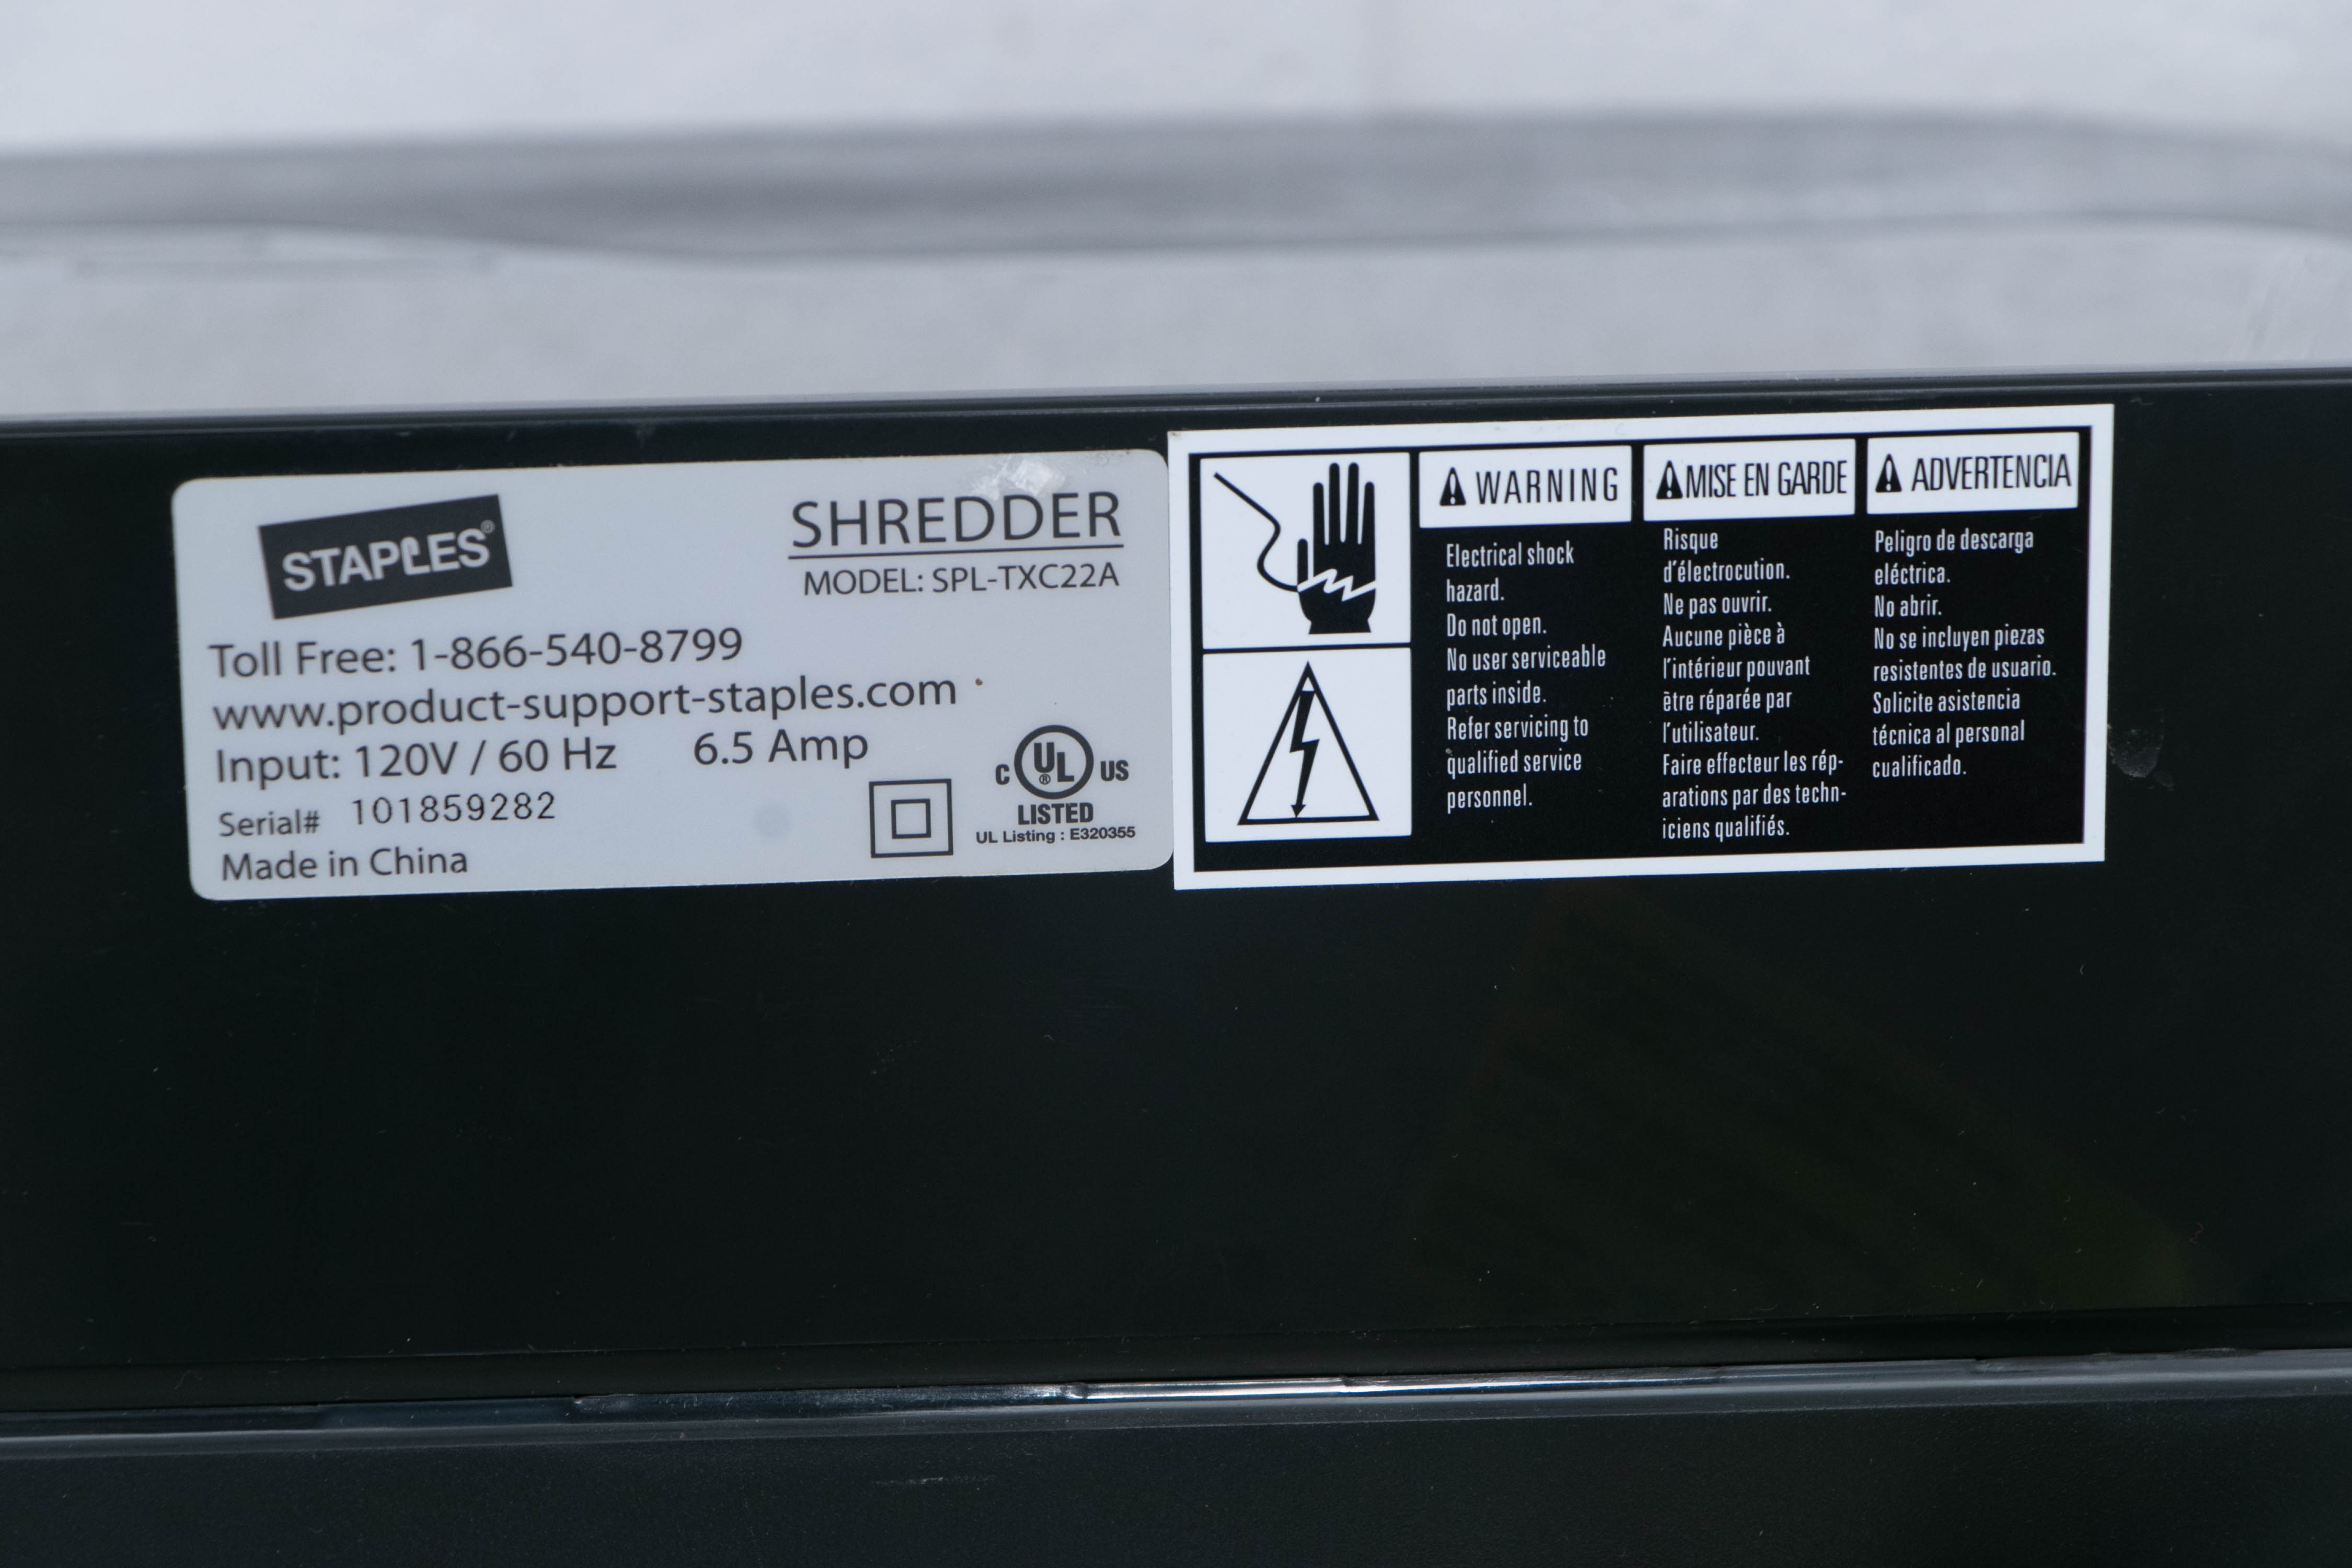 STAPLES®
SHREDDER
MODEL: SPL-TXC22A
Toll Free: 1-866-540-8799
www.product-support-staples.com
Input: 120V / 60 Hz 6.5 Amp
Serial# 101859282
Made in China
C UL® US
LISTED
UL Listing : E320355
WARNING
Electrical shock
hazard.
Do not open.
No user serviceable
parts inside.
Refer servicing to
qualified service
personnel.
MISE EN GARDE
Risque
d'électrocution.
Ne pas ouvrir.
Aucune pièce à
l'intérieur pouvant
être réparée par
l'utilisateur.
Faire effecteur les rép-
arations par des techn-
iciens qualifiés.
ADVERTENCIA
Peligro de descarga
eléctrica.
No abrir.
No se incluyen piezas
resistentes de usuario.
Solicite asistencia
técnica al personal
cualificado.